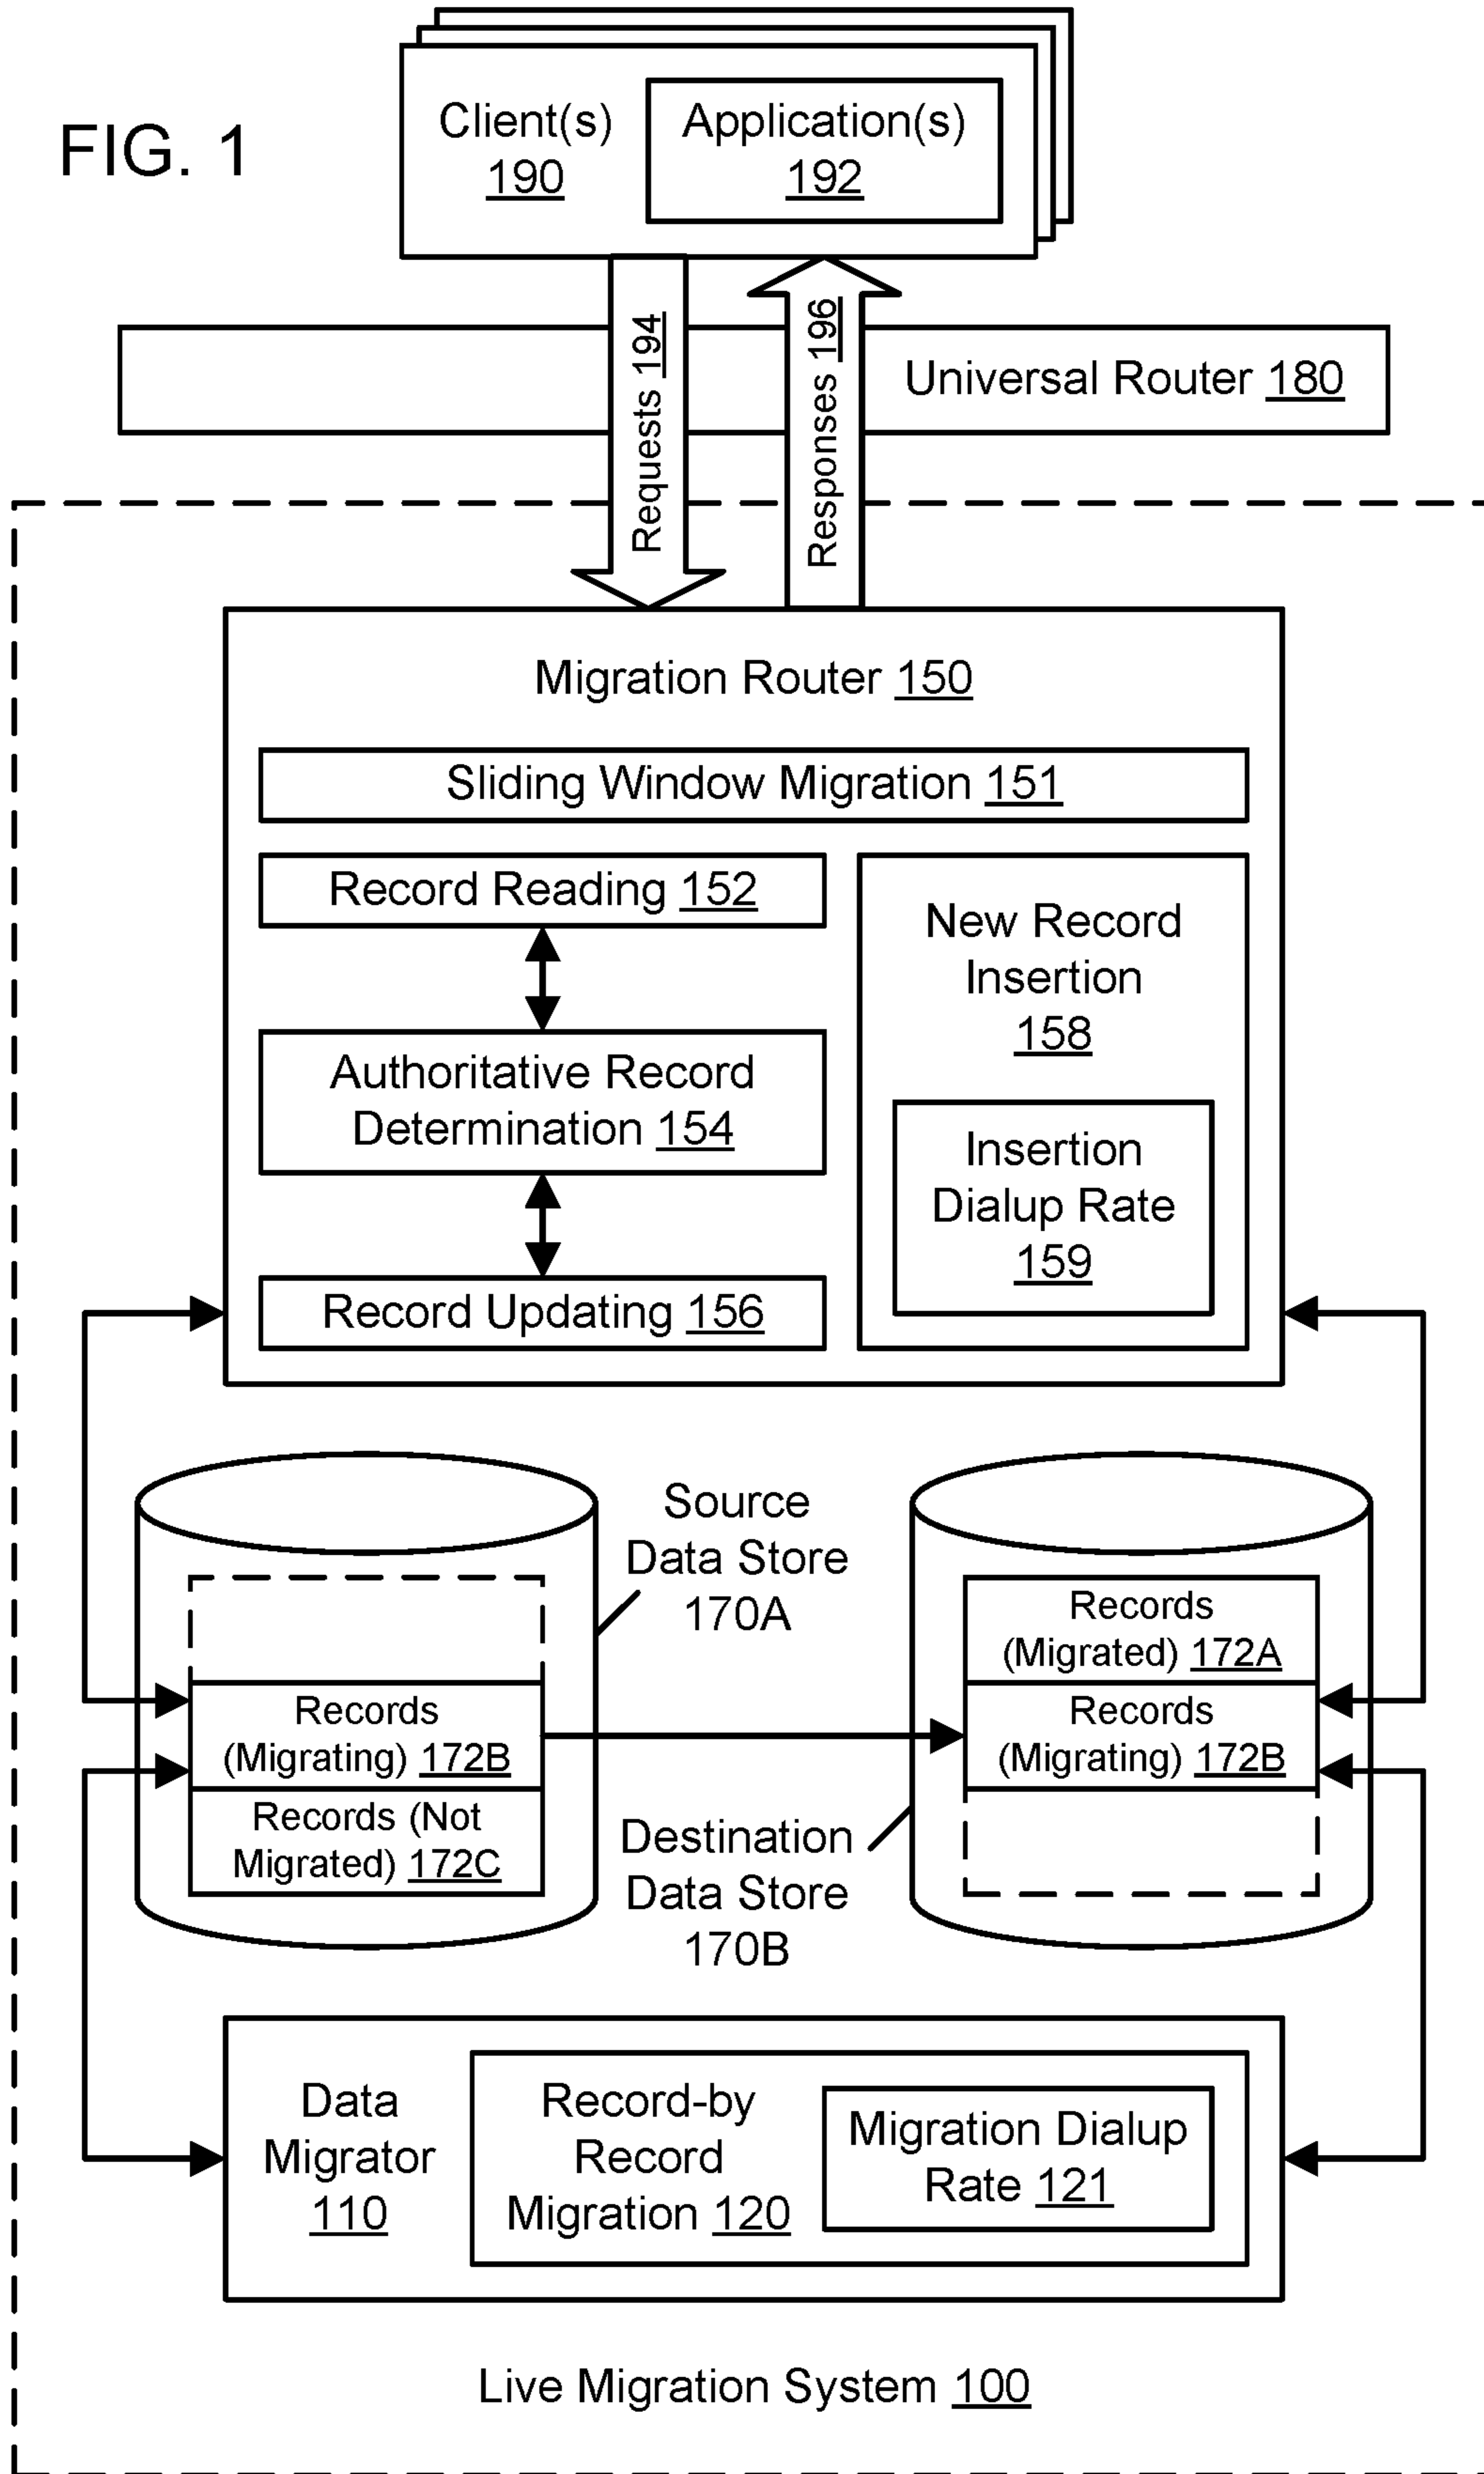 FIG. 1
Client(s)
190
Application(s)
192
Requests 194
Responses 196
Universal Router 180
Migration Router 150
Sliding Window Migration 151
Record Reading 152
Authoritative Record
Determination 154
Record Updating 156
New Record
Insertion
158
Insertion
Dialup Rate
159
Source
Data Store
170A
Records
(Migrating) 172B
Records (Not
Migrated) 172C
Records
(Migrated) 172A
Records
(Migrating) 172B
Destination
Data Store
170B
Data
Migrator
110
Record-by
Record
Migration 120
Migration Dialup
Rate 121
Live Migration System 100